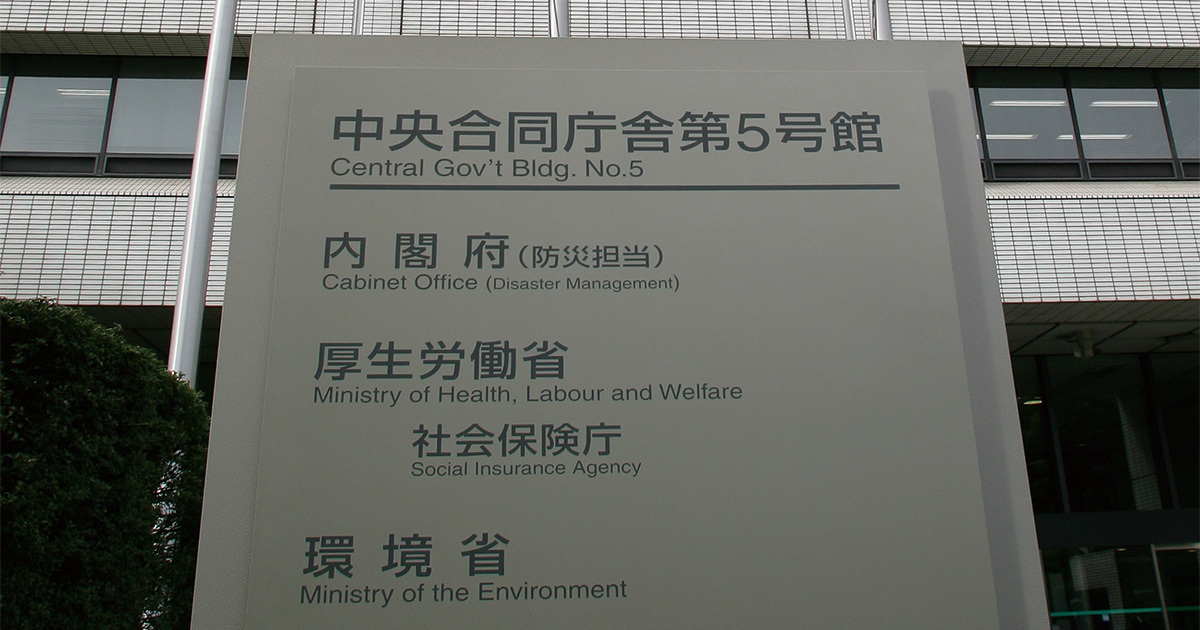 中央合同庁舎第5号館
Central Gov't Bldg. No.5
内閣府(防災担当)
Cabinet Office (Disaster Management)
厚生労働省
Ministry of Health, Labour and Welfare
社会保険庁
Social Insurance Agency
環境省
Ministry of the Environment